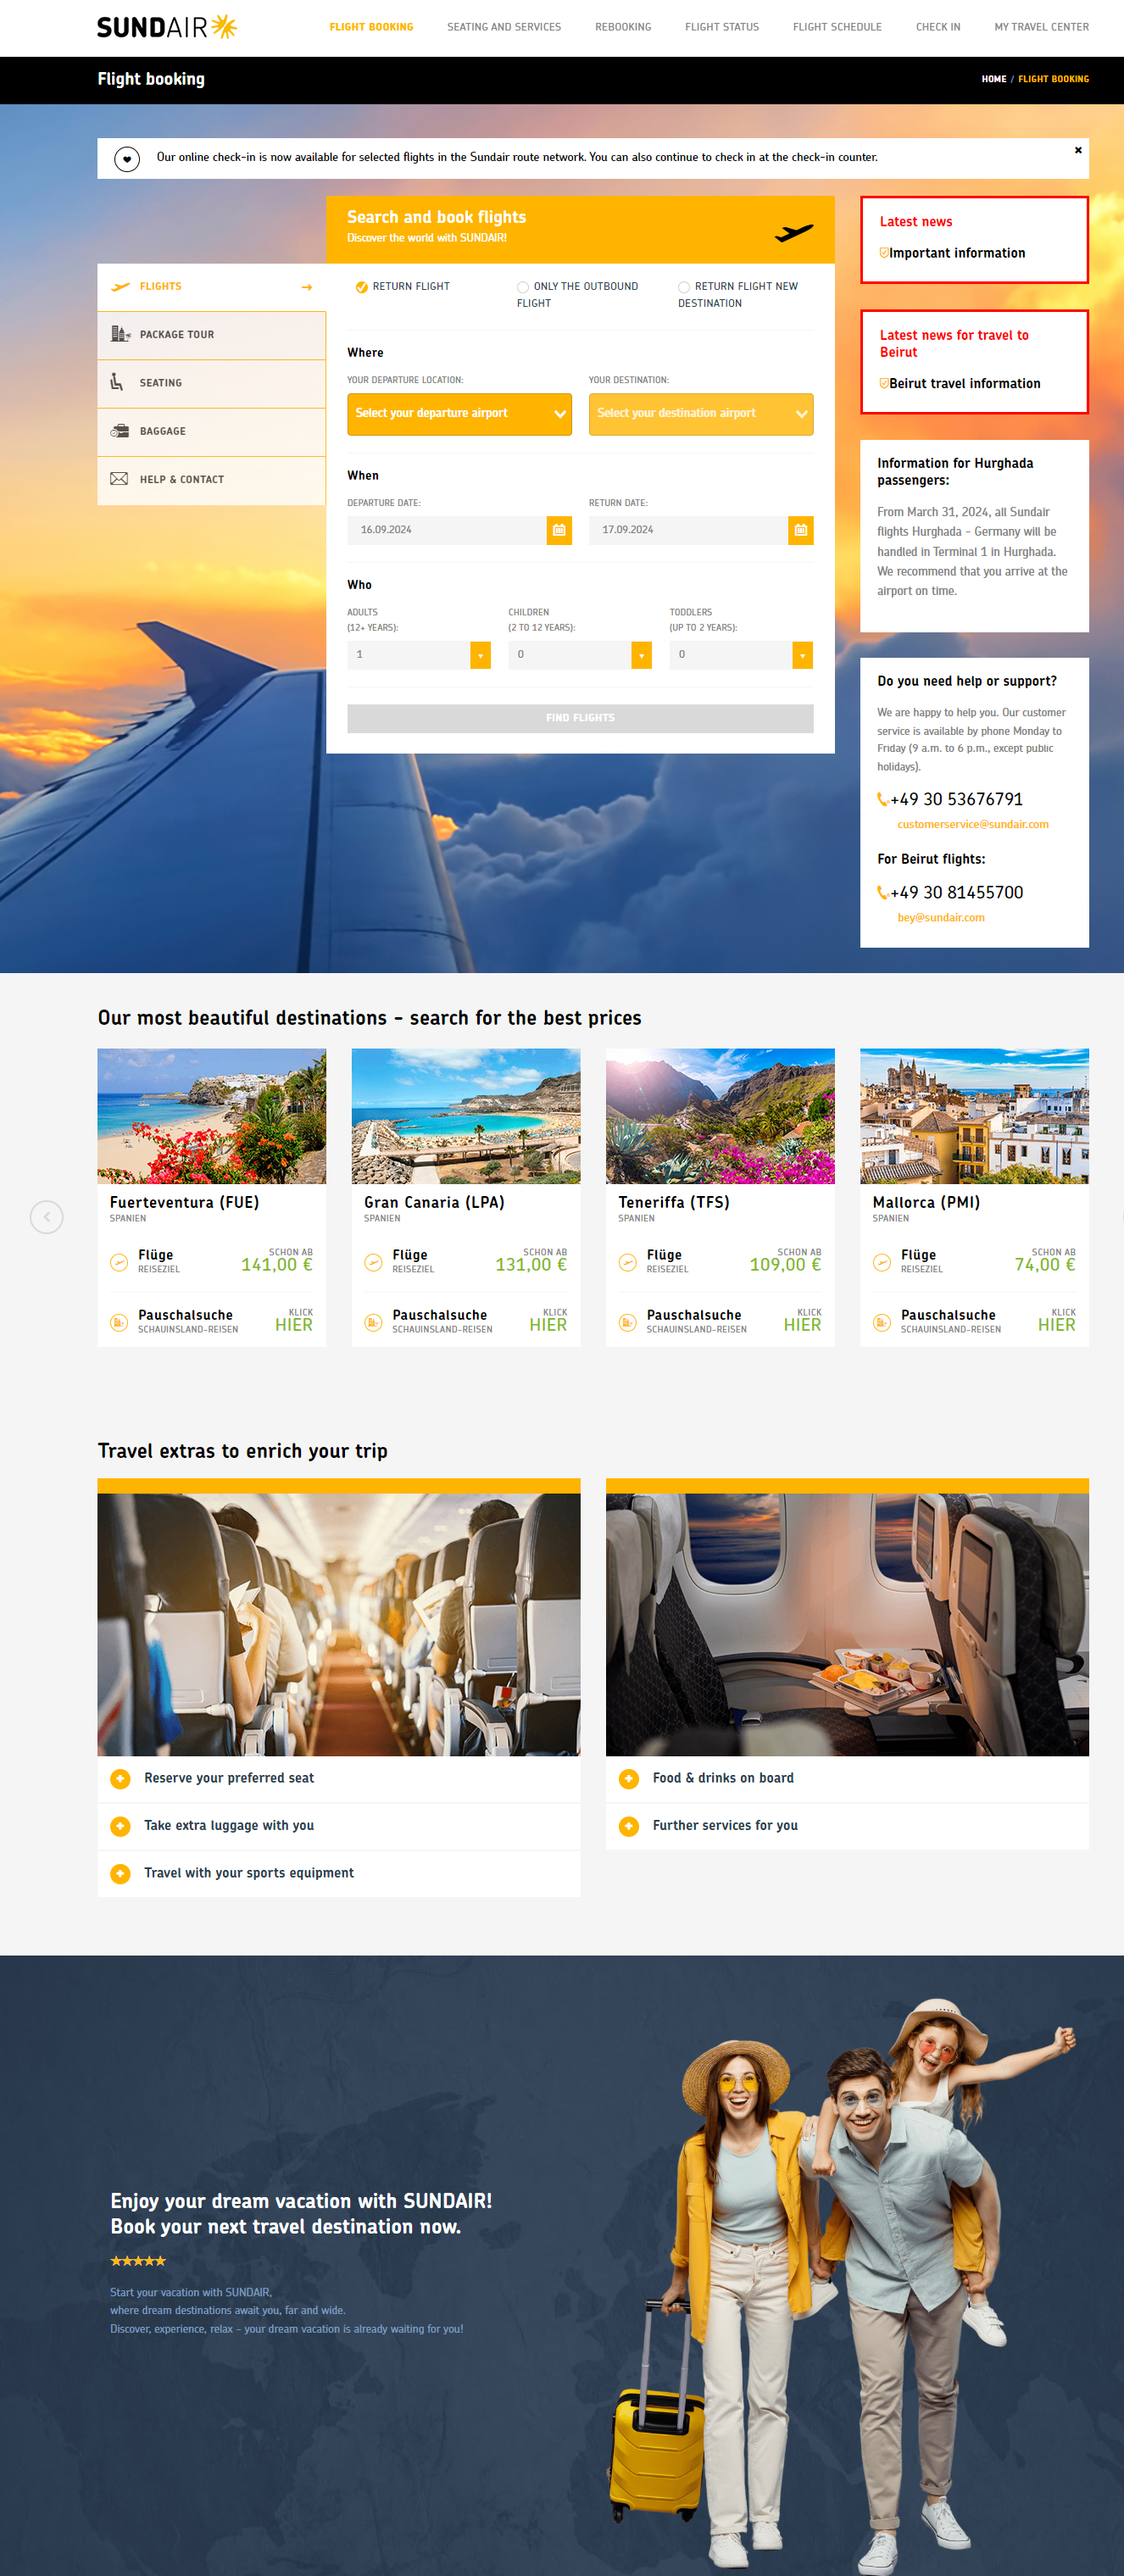 SUNDAIR
FLIGHT BOOKING
SEATING AND SERVICES
REBOOKING
FLIGHT STATUS
FLIGHT SCHEDULE
CHECK IN
MY TRAVEL CENTER
Flight booking
HOME / FLIGHT BOOKING
Our online check-in is now available for selected flights in the Sundair route network. You can also continue to check in at the check-in counter.
FLIGHTS
PACKAGE TOUR
SEATING
BAGGAGE
HELP & CONTACT
Search and book flights
Discover the world with SUNDAIR!
RETURN FLIGHT
ONLY THE OUTBOUND
FLIGHT
RETURN FLIGHT NEW
DESTINATION
Where
YOUR DEPARTURE LOCATION:
YOUR DESTINATION:
Select your departure airport
Select your destination airport
When
DEPARTURE DATE:
RETURN DATE:
16.09.2024
17.09.2024
Who
ADULTS
(12+ YEARS):
CHILDREN
(2 TO 12 YEARS):
TODDLERS
(UP TO 2 YEARS):
1
0
0
FIND FLIGHTS
Latest news
Important information
Latest news for travel to
Beirut
Beirut travel information
Information for Hurghada
passengers:
From March 31, 2024, all Sundair
flights Hurghada - Germany will be
handled in Terminal 1 in Hurghada.
We recommend that you arrive at the
airport on time.
Do you need help or support?
We are happy to help you. Our customer
service is available by phone Monday to
Friday (9 a.m. to 6 p.m., except public
holidays).
+49 30 53676791
customerservice@sundair.com
For Beirut flights:
+49 30 81455700
bey@sundair.com
Our most beautiful destinations - search for the best prices
Fuerteventura (FUE)
SPANIEN
Flüge
REISEZIEL
SCHON AB
141,00 €
Pauschalsuche
SCHAUINSLAND-REISEN
KLICK
HIER
Gran Canaria (LPA)
SPANIEN
Flüge
REISEZIEL
SCHON AB
131,00 €
Pauschalsuche
SCHAUINSLAND-REISEN
KLICK
HIER
Teneriffa (TFS)
SPANIEN
Flüge
REISEZIEL
SCHON AB
109,00 €
Pauschalsuche
SCHAUINSLAND-REISEN
KLICK
HIER
Mallorca (PMI)
SPANIEN
Flüge
REISEZIEL
SCHON AB
74,00 €
Pauschalsuche
SCHAUINSLAND-REISEN
KLICK
HIER
Travel extras to enrich your trip
Reserve your preferred seat
Take extra luggage with you
Travel with your sports equipment
Food & drinks on board
Further services for you
Enjoy your dream vacation with SUNDAIR!
Book your next travel destination now.
Start your vacation with SUNDAIR,
where dream destinations await you, far and wide.
Discover, experience, relax - your dream vacation is already waiting for you!